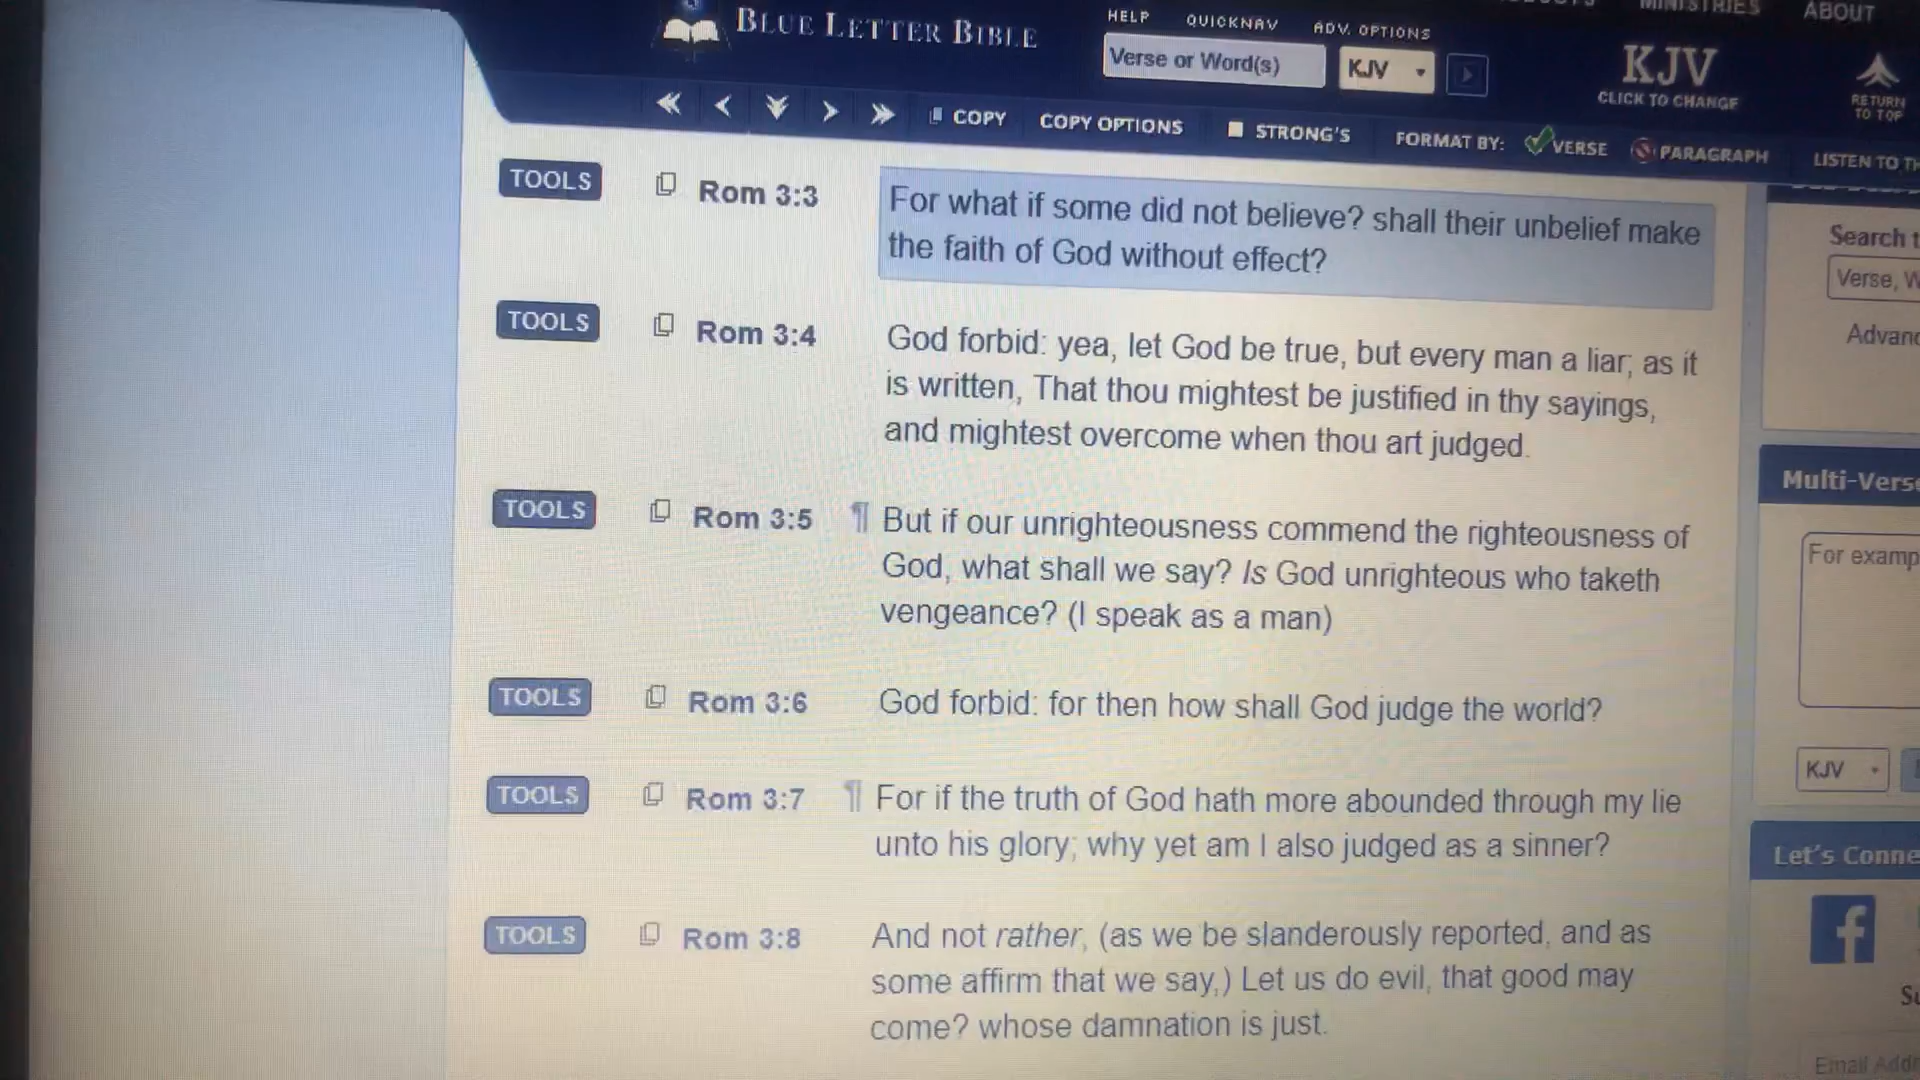 MINISTRIES
ABOUT
BLUE LETTER BIBLE
HELP QUICKNAV ADV. OPTIONS
Verse or Word(s)
KJV
KJV
CLICK TO CHANGE
RETURN
TO TOP
COPY COPY OPTIONS STRONG'S FORMAT BY: VERSE PARAGRAPH LISTEN TO
TOOLS Rom 3:3 For what if some did not believe? shall their unbelief make
the faith of God without effect?
TOOLS Rom 3:4 God forbid: yea, let God be true, but every man a liar; as it
is written, That thou mightest be justified in thy sayings,
and mightest overcome when thou art judged.
TOOLS Rom 3:5 ¶ But if our unrighteousness commend the righteousness of
God, what shall we say? Is God unrighteous who taketh
vengeance? (I speak as a man)
TOOLS Rom 3:6 God forbid: for then how shall God judge the world?
TOOLS Rom 3:7 ¶ For if the truth of God hath more abounded through my lie
unto his glory; why yet am I also judged as a sinner?
TOOLS Rom 3:8 And not rather, (as we be slanderously reported, and as
some affirm that we say,) Let us do evil, that good may
come? whose damnation is just.
Search
Verse,
Multi-Verse
For
KJV
Let's
f
Email